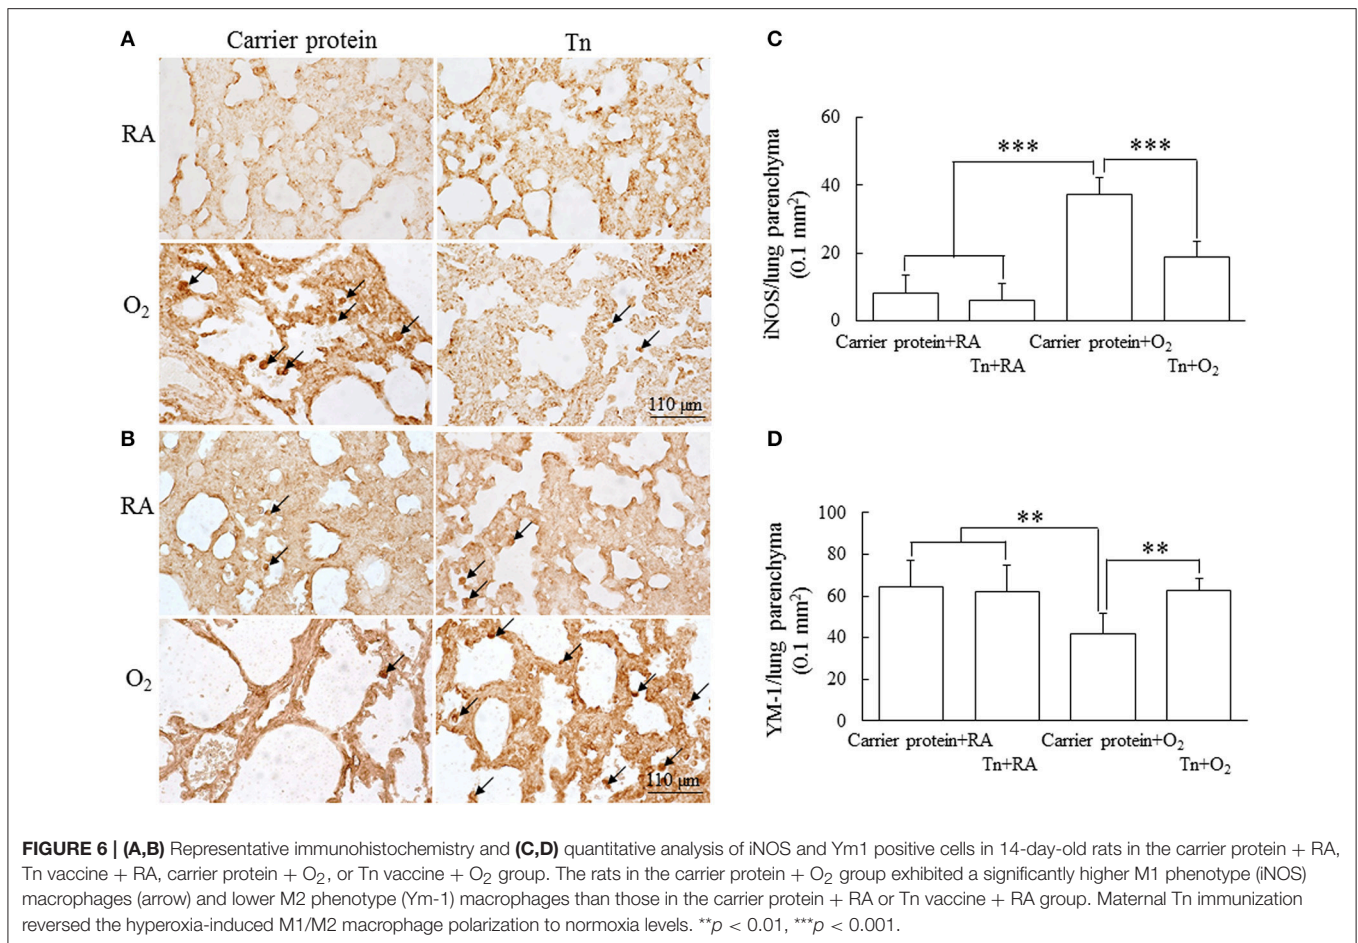 A
Carrier protein
Tn
RA
O₂
110 μm
B
RA
O₂
110 μm
C
iNOS/lung parenchyma
(0.1 mm²)
60
40
20
0
***
***
Carrier protein+RA
Tn+RA
Carrier protein+O₂
Tn+O₂
D
YM-1/lung parenchyma
(0.1 mm²)
100
80
60
40
20
0
**
**
Carrier protein+RA
Tn+RA
Carrier protein+O₂
Tn+O₂
FIGURE 6 | (A,B) Representative immunohistochemistry and (C,D) quantitative analysis of iNOS and Ym1 positive cells in 14-day-old rats in the carrier protein + RA,
Tn vaccine + RA, carrier protein + O₂, or Tn vaccine + O₂ group. The rats in the carrier protein + O₂ group exhibited a significantly higher M1 phenotype (iNOS)
macrophages (arrow) and lower M2 phenotype (Ym-1) macrophages than those in the carrier protein + RA or Tn vaccine + RA group. Maternal Tn immunization
reversed the hyperoxia-induced M1/M2 macrophage polarization to normoxia levels. **p < 0.01, ***p < 0.001.